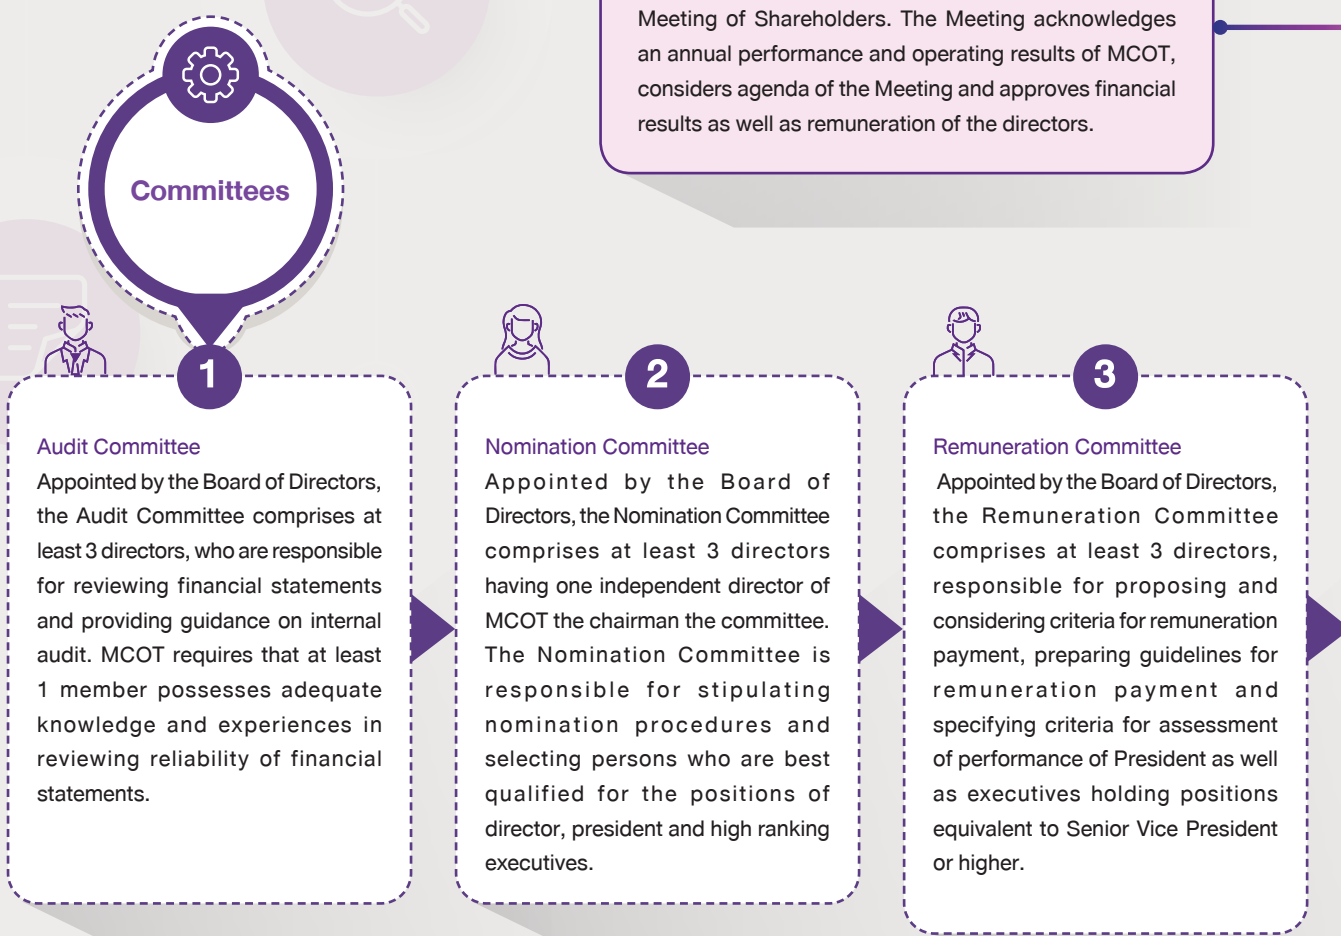 Meeting of Shareholders. The Meeting acknowledges
an annual performance and operating results of MCOT,
considers agenda of the Meeting and approves financial
results as well as remuneration of the directors.
Committees
1
Audit Committee
Appointed by the Board of Directors,
the Audit Committee comprises at
least 3 directors, who are responsible
for reviewing financial statements
and providing guidance on internal
audit. MCOT requires that at least
1 member possesses adequate
knowledge and experiences in
reviewing reliability of financial
statements.
2
Nomination Committee
Appointed by the Board of
Directors, the Nomination Committee
comprises at least 3 directors
having one independent director of
MCOT the chairman the committee.
The Nomination Committee is
responsible for stipulating
nomination procedures and
selecting persons who are best
qualified for the positions of
director, president and high ranking
executives.
3
Remuneration Committee
Appointed by the Board of Directors,
the Remuneration Committee
comprises at least 3 directors,
responsible for proposing and
considering criteria for remuneration
payment, preparing guidelines for
remuneration payment and
specifying criteria for assessment
of performance of President as well
as executives holding positions
equivalent to Senior Vice President
or higher.